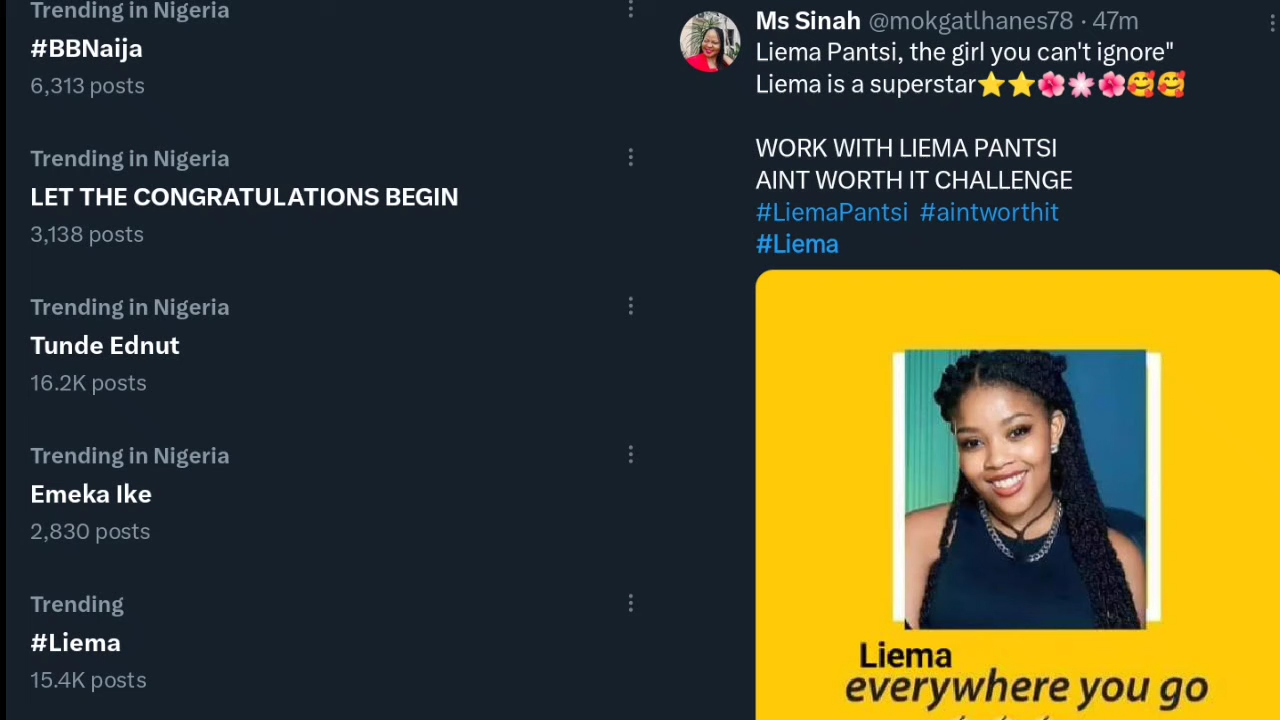 Trending in Nigeria
#BBNaija
6,313 posts
Trending in Nigeria
LET THE CONGRATULATIONS BEGIN
3,138 posts
Trending in Nigeria
Tunde Ednut
16.2K posts
Trending in Nigeria
Emeka Ike
2,830 posts
Trending
#Liema
15.4K posts
Ms Sinah @mokgatlhanes78 · 47m
Liema Pantsi, the girl you can't ignore"
Liema is a superstar⭐⭐🌺🌸🌺🥰🥰
WORK WITH LIEMA PANTSI
AINT WORTH IT CHALLENGE
#LiemaPantsi #aintworthit
#Liema
Liema
everywhere you go